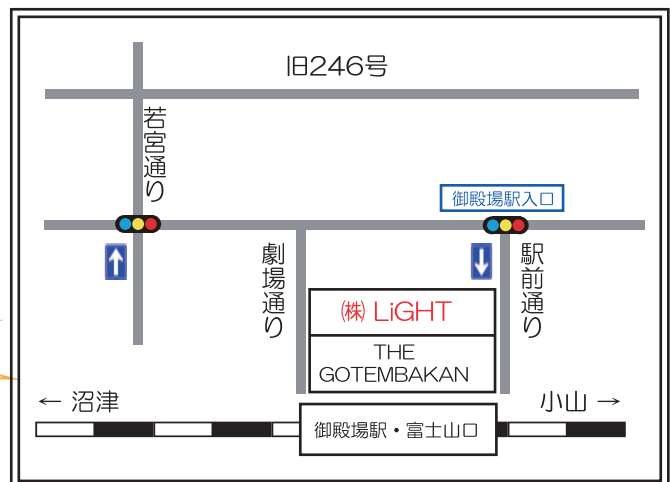 旧246号
若宮通り
御殿場駅入口
劇場通り
駅前通り
㈱ LiGHT
THE
GOTEMBAKAN
← 沼津
小山 →
御殿場駅・富士山口